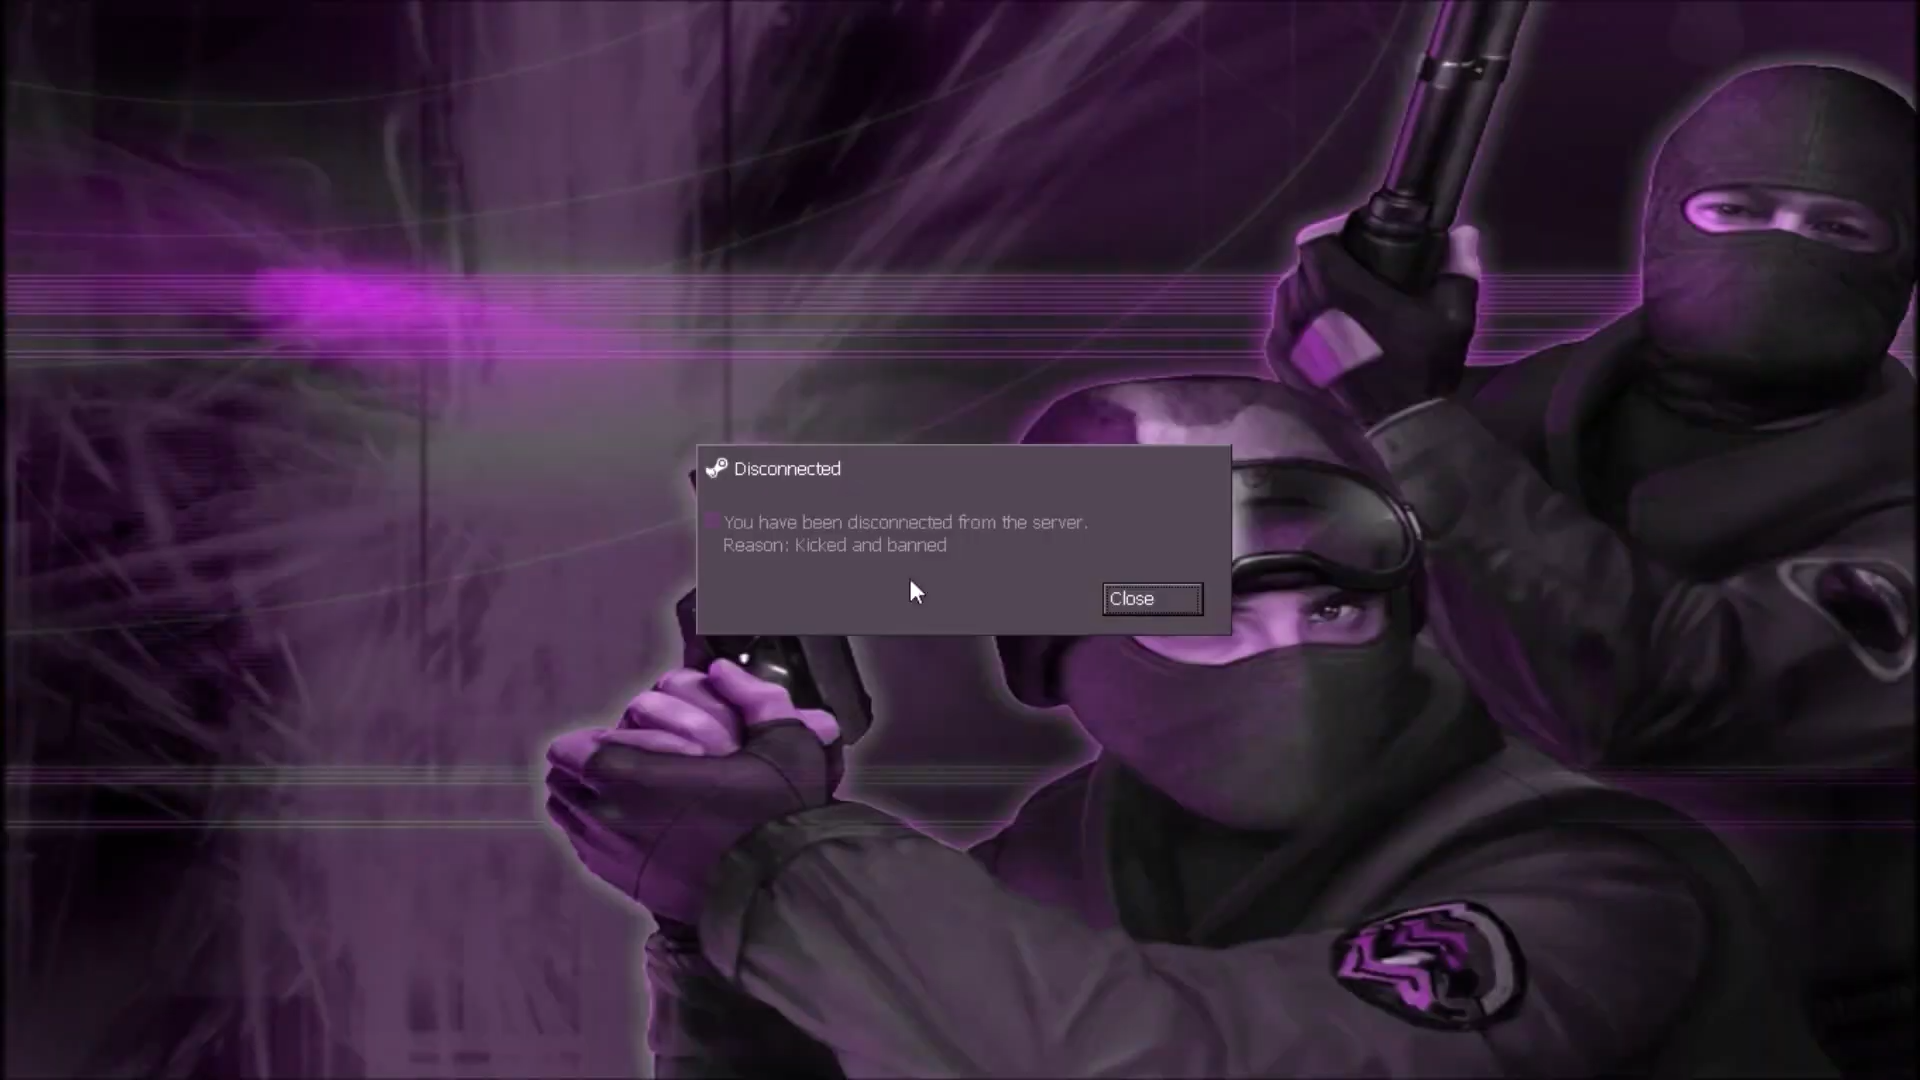 Disconnected
You have been disconnected from the server.
Reason: Kicked and banned
Close